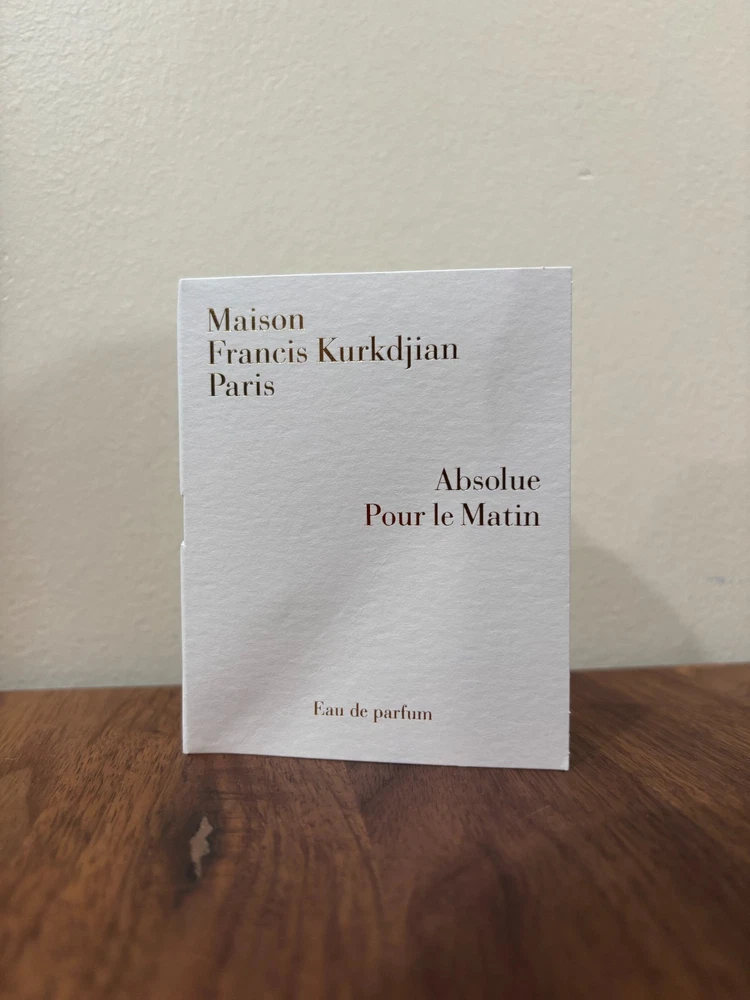 Maison
Francis Kurkdjian
Paris
Absolue
Pour le Matin
Eau de parfum